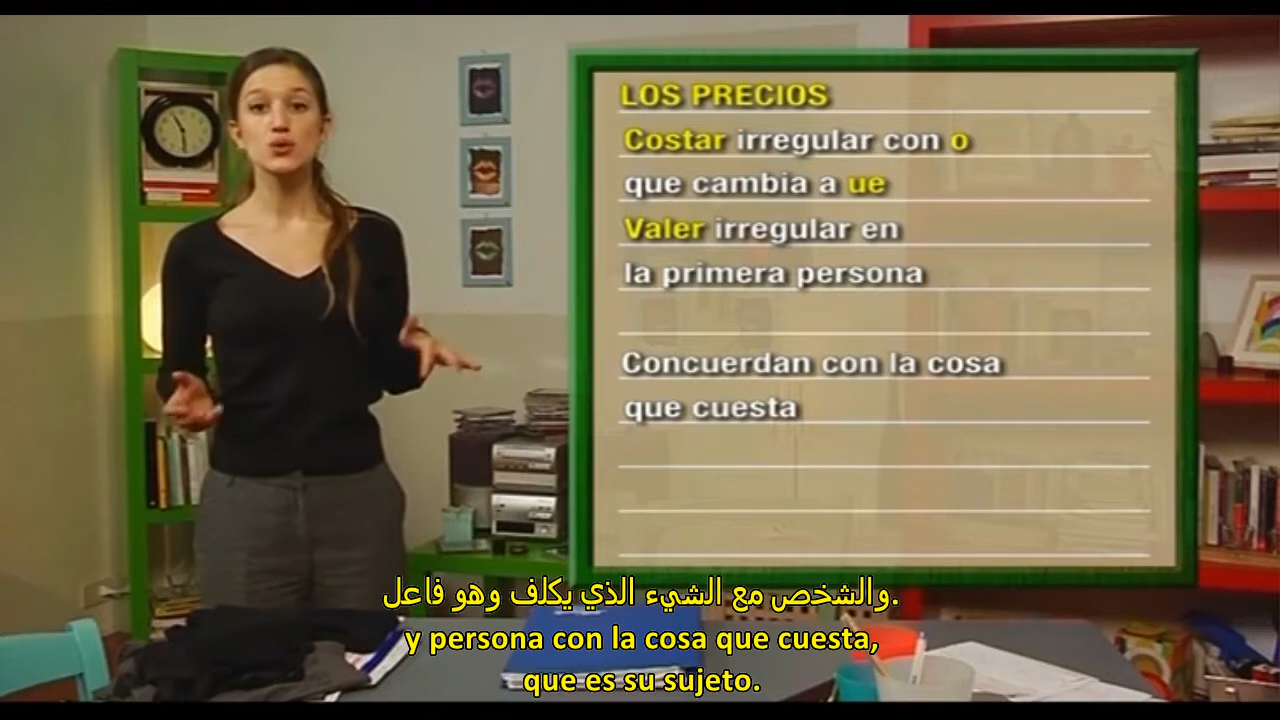 LOS PRECIOS
Costar irregular con o
que cambia a ue
Valer irregular en
la primera persona
Concuerdan con la cosa
que cuesta
والشخص مع الشيء الذي يكلف وهو فاعل.
y persona con la cosa que cuesta,
que es su sujeto.